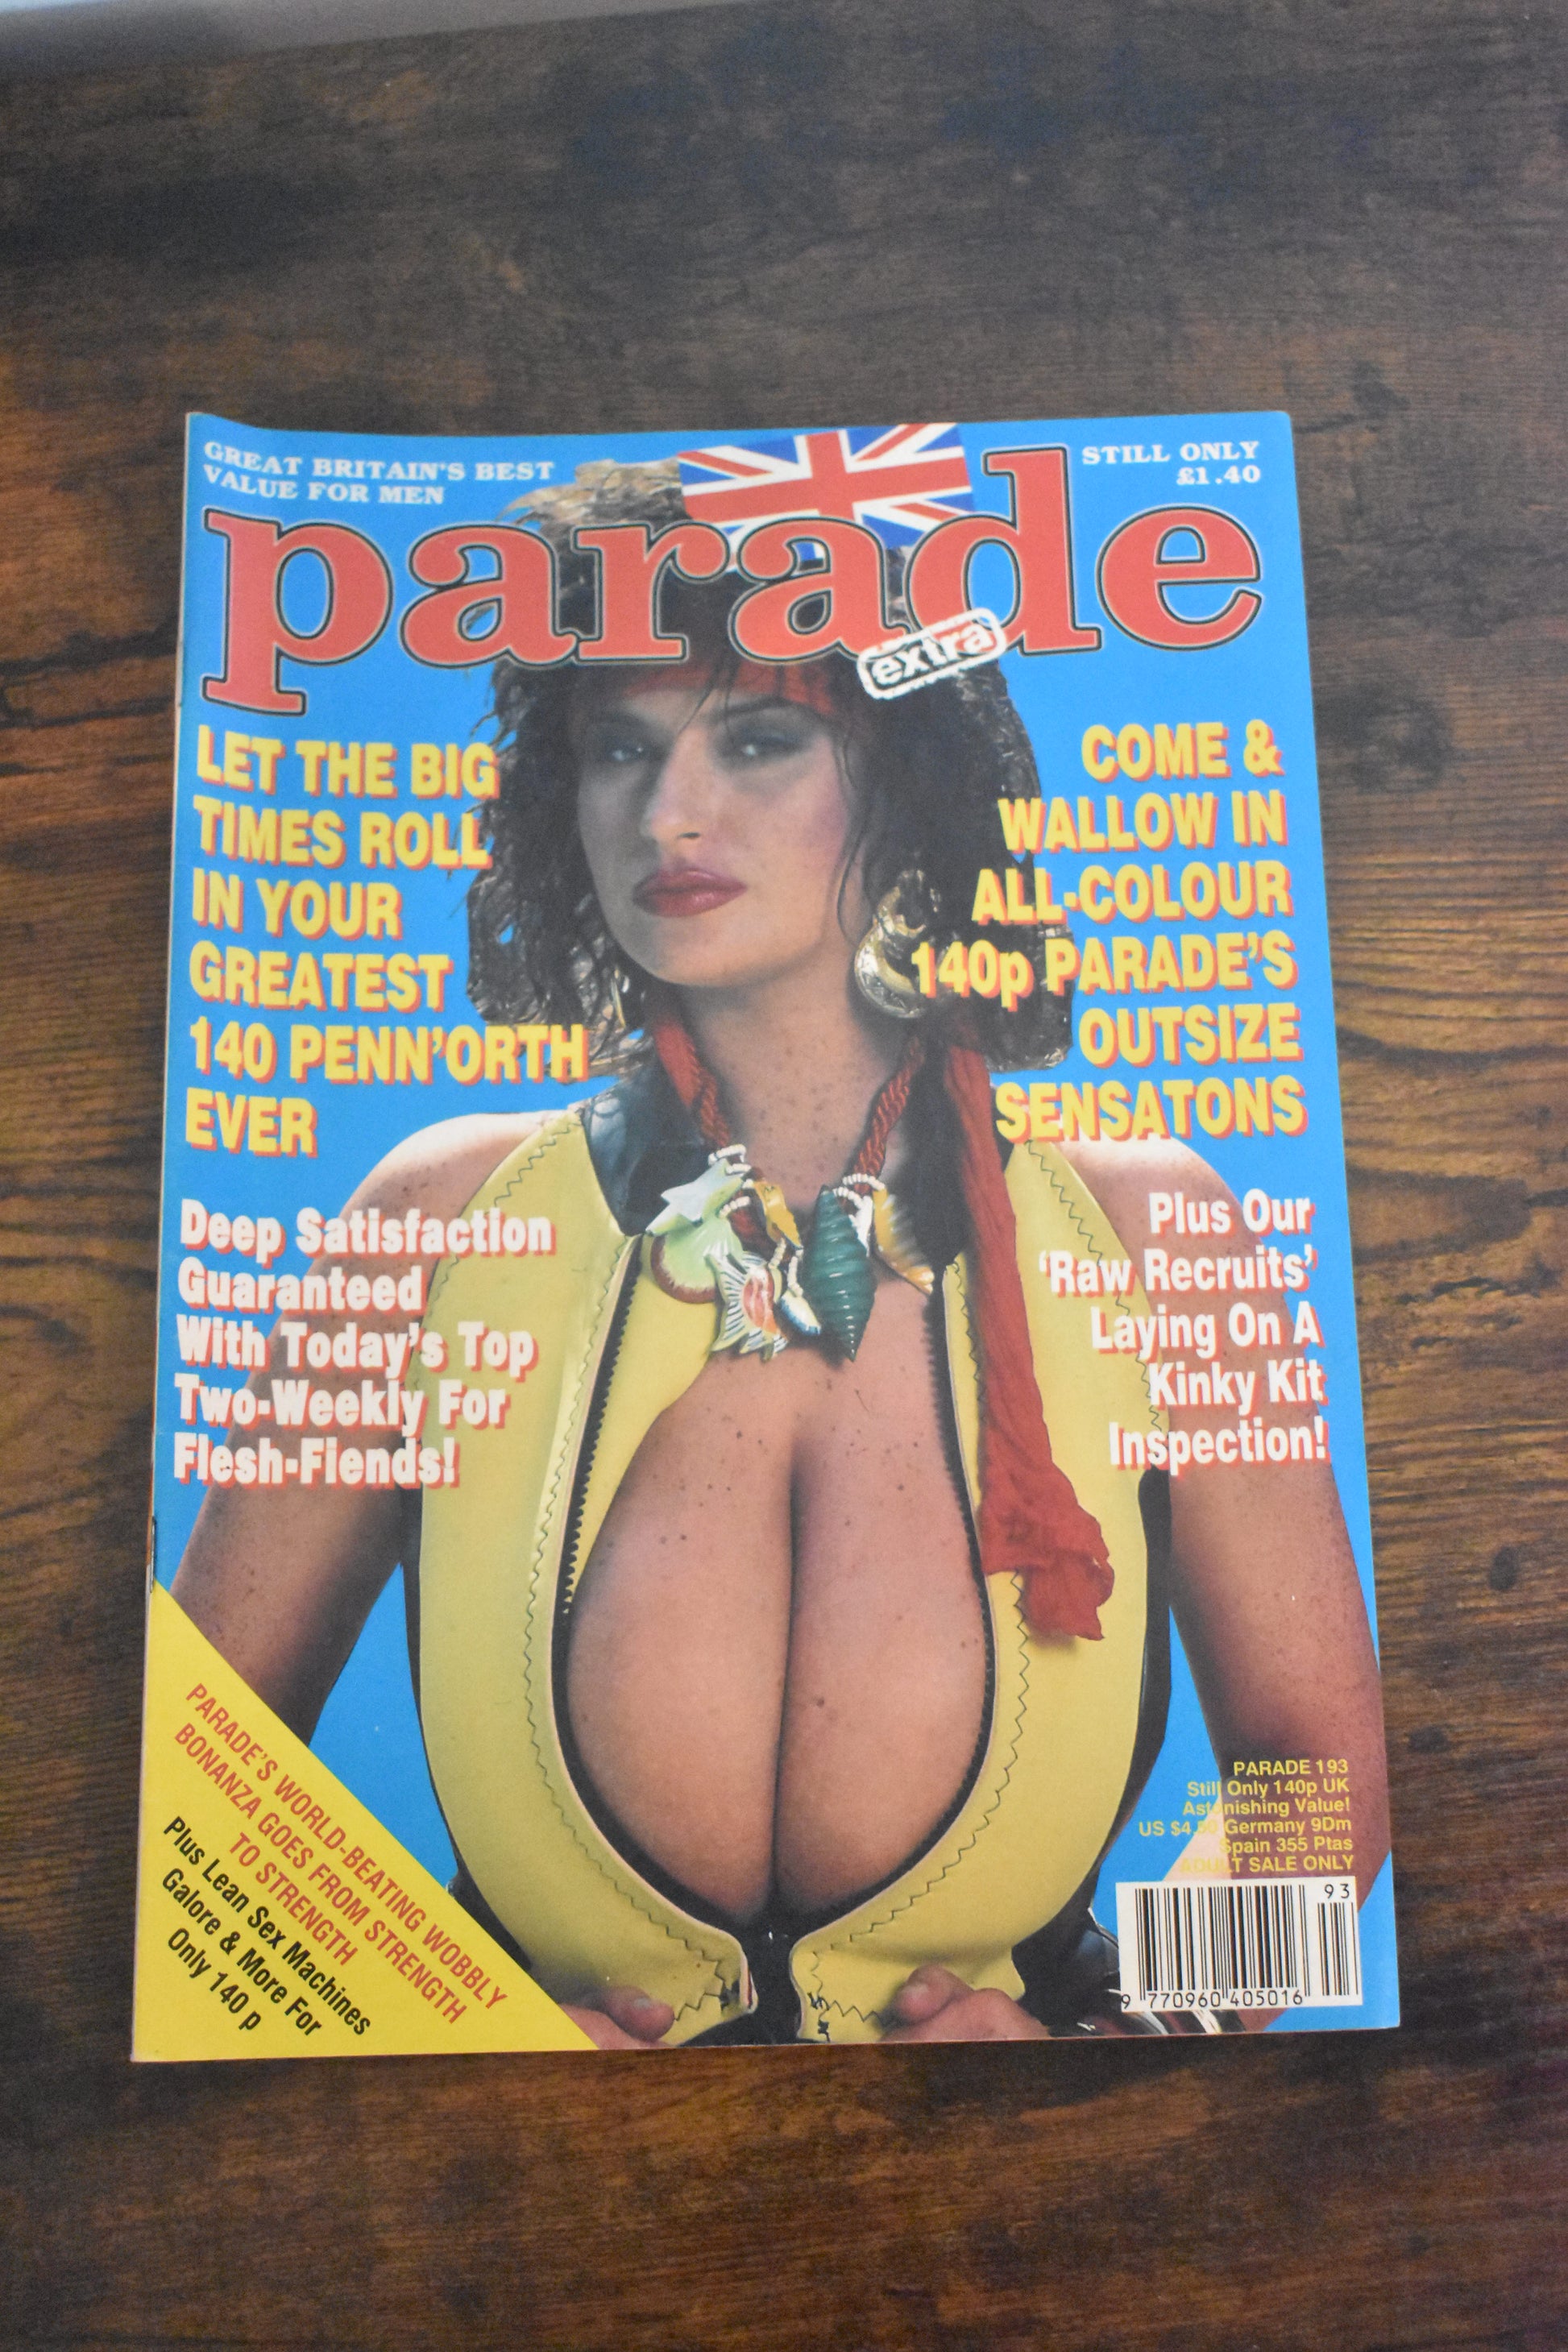 GREAT BRITAIN'S BEST
VALUE FOR MEN
STILL ONLY
£1.40
parade
extra
LET THE BIG
TIMES ROLL
IN YOUR
GREATEST
140 PENN'ORTH
EVER
COME &
WALLOW IN
ALL-COLOUR
140p PARADE'S
OUTSIZE
SENSATONS
Deep Satisfaction
Guaranteed
With Today's Top
Two-Weekly For
Flesh-Fiends!
Plus Our
'Raw Recruits'
Laying On A
Kinky Kit
Inspection!
PARADE'S WORLD-BEATING WOBBLY
BONANZA GOES FROM STRENGTH
TO STRENGTH
Plus Lean Sex Machines
Galore & More For
Only 140 p
PARADE 193
Still Only 140p UK
Astonishing Value!
US Germany 9Dm
Spain 355 Ptas
ADULT SALE ONLY
93
9 770960 405016